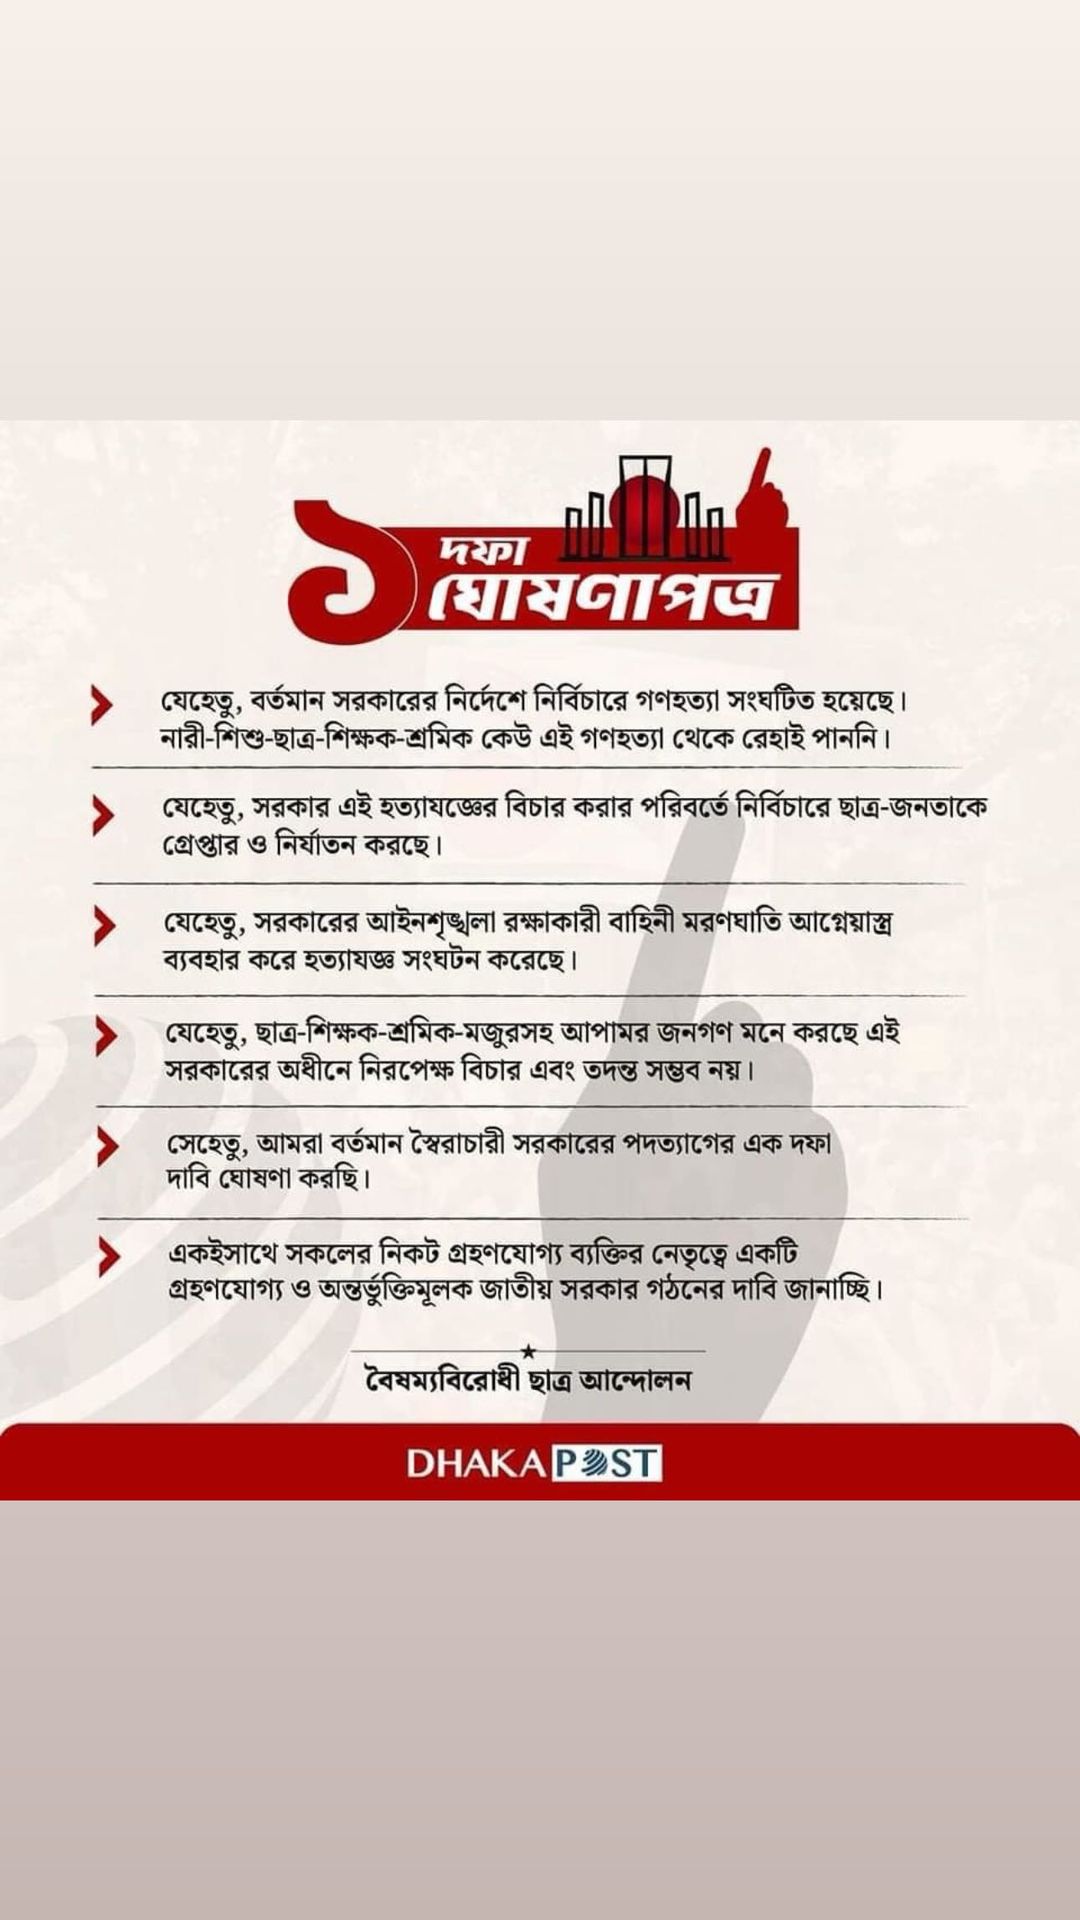 ১ দফা
ঘোষণাপত্র
যেহেতু, বর্তমান সরকারের নির্দেশে নির্বিচারে গণহত্যা সংঘটিত হয়েছে।
নারী-শিশু-ছাত্র-শিক্ষক-শ্রমিক কেউ এই গণহত্যা থেকে রেহাই পাননি।
যেহেতু, সরকার এই হত্যাযজ্ঞের বিচার করার পরিবর্তে নির্বিচারে ছাত্র-জনতাকে
গ্রেপ্তার ও নির্যাতন করছে।
যেহেতু, সরকারের আইনশৃঙ্খলা রক্ষাকারী বাহিনী মরণঘাতি আগ্নেয়াস্ত্র
ব্যবহার করে হত্যাযজ্ঞ সংঘটন করেছে।
যেহেতু, ছাত্র-শিক্ষক-শ্রমিক-মজুরসহ আপামর জনগণ মনে করছে এই
সরকারের অধীনে নিরপেক্ষ বিচার এবং তদন্ত সম্ভব নয়।
সেহেতু, আমরা বর্তমান স্বৈরাচারী সরকারের পদত্যাগের এক দফা
দাবি ঘোষণা করছি।
একইসাথে সকলের নিকট গ্রহণযোগ্য ব্যক্তির নেতৃত্বে একটি
গ্রহণযোগ্য ও অন্তর্ভুক্তিমূলক জাতীয় সরকার গঠনের দাবি জানাচ্ছি।
বৈষম্যবিরোধী ছাত্র আন্দোলন
DHAKA POST